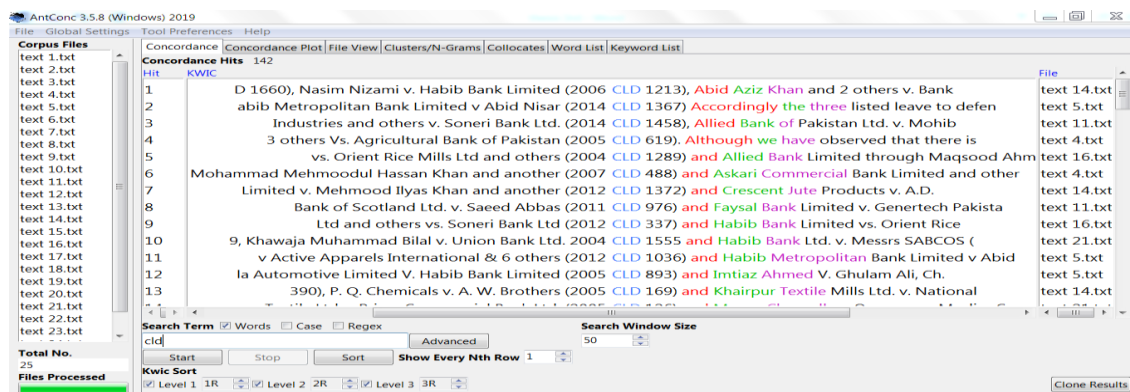 AntConc 3.5.8 (Windows) 2019
File Global Settings Tool Preferences Help
Corpus Files
text 1.txt
text 2.txt
text 3.txt
text 4.txt
text 5.txt
text 6.txt
text 7.txt
text 8.txt
text 9.txt
text 10.txt
text 11.txt
text 12.txt
text 13.txt
text 14.txt
text 15.txt
text 16.txt
text 17.txt
text 18.txt
text 19.txt
text 20.txt
text 21.txt
text 22.txt
text 23.txt
Total No.
25
Files Processed
Concordance Concordance Plot File View Clusters/N-Grams Collocates Word List Keyword List
Concordance Hits 142
Hit KWIC File
1 D 1660), Nasim Nizami v. Habib Bank Limited (2006 CLD 1213), Abid Aziz Khan and 2 others v. Bank text 14.txt
2 abib Metropolitan Bank Limited v Abid Nisar (2014 CLD 1367) Accordingly the three listed leave to defen text 5.txt
3 Industries and others v. Soneri Bank Ltd. (2014 CLD 1458), Allied Bank of Pakistan Ltd. v. Mohib text 11.txt
4 3 others Vs. Agricultural Bank of Pakistan (2005 CLD 619). Although we have observed that there is text 4.txt
5 vs. Orient Rice Mills Ltd and others (2004 CLD 1289) and Allied Bank Limited through Maqsood Ahm text 16.txt
6 Mohammad Mehmoodul Hassan Khan and another (2007 CLD 488) and Askari Commercial Bank Limited and other text 4.txt
7 Limited v. Mehmood Ilyas Khan and another (2012 CLD 1372) and Crescent Jute Products v. A.D. text 14.txt
8 Bank of Scotland Ltd. v. Saeed Abbas (2011 CLD 976) and Faysal Bank Limited v. Genertech Pakista text 11.txt
9 Ltd and others vs. Soneri Bank Ltd (2012 CLD 337) and Habib Bank Limited vs. Orient Rice text 16.txt
10 9, Khawaja Muhammad Bilal v. Union Bank Ltd. 2004 CLD 1555 and Habib Bank Ltd. v. Messrs SABCOS ( text 21.txt
11 v Active Apparels International & 6 others (2012 CLD 1036) and Habib Metropolitan Bank Limited v Abid text 5.txt
12 la Automotive Limited V. Habib Bank Limited (2005 CLD 893) and Imtiaz Ahmed V. Ghulam Ali, Ch. text 5.txt
13 390), P. Q. Chemicals v. A. W. Brothers (2005 CLD 169) and Khairpur Textile Mills Ltd. v. National text 14.txt
Search Term Words Case Regex Search Window Size
cld Advanced 50
Start Stop Sort Show Every Nth Row 1
Kwic Sort
Level 1 1R Level 2 2R Level 3 3R Clone Results